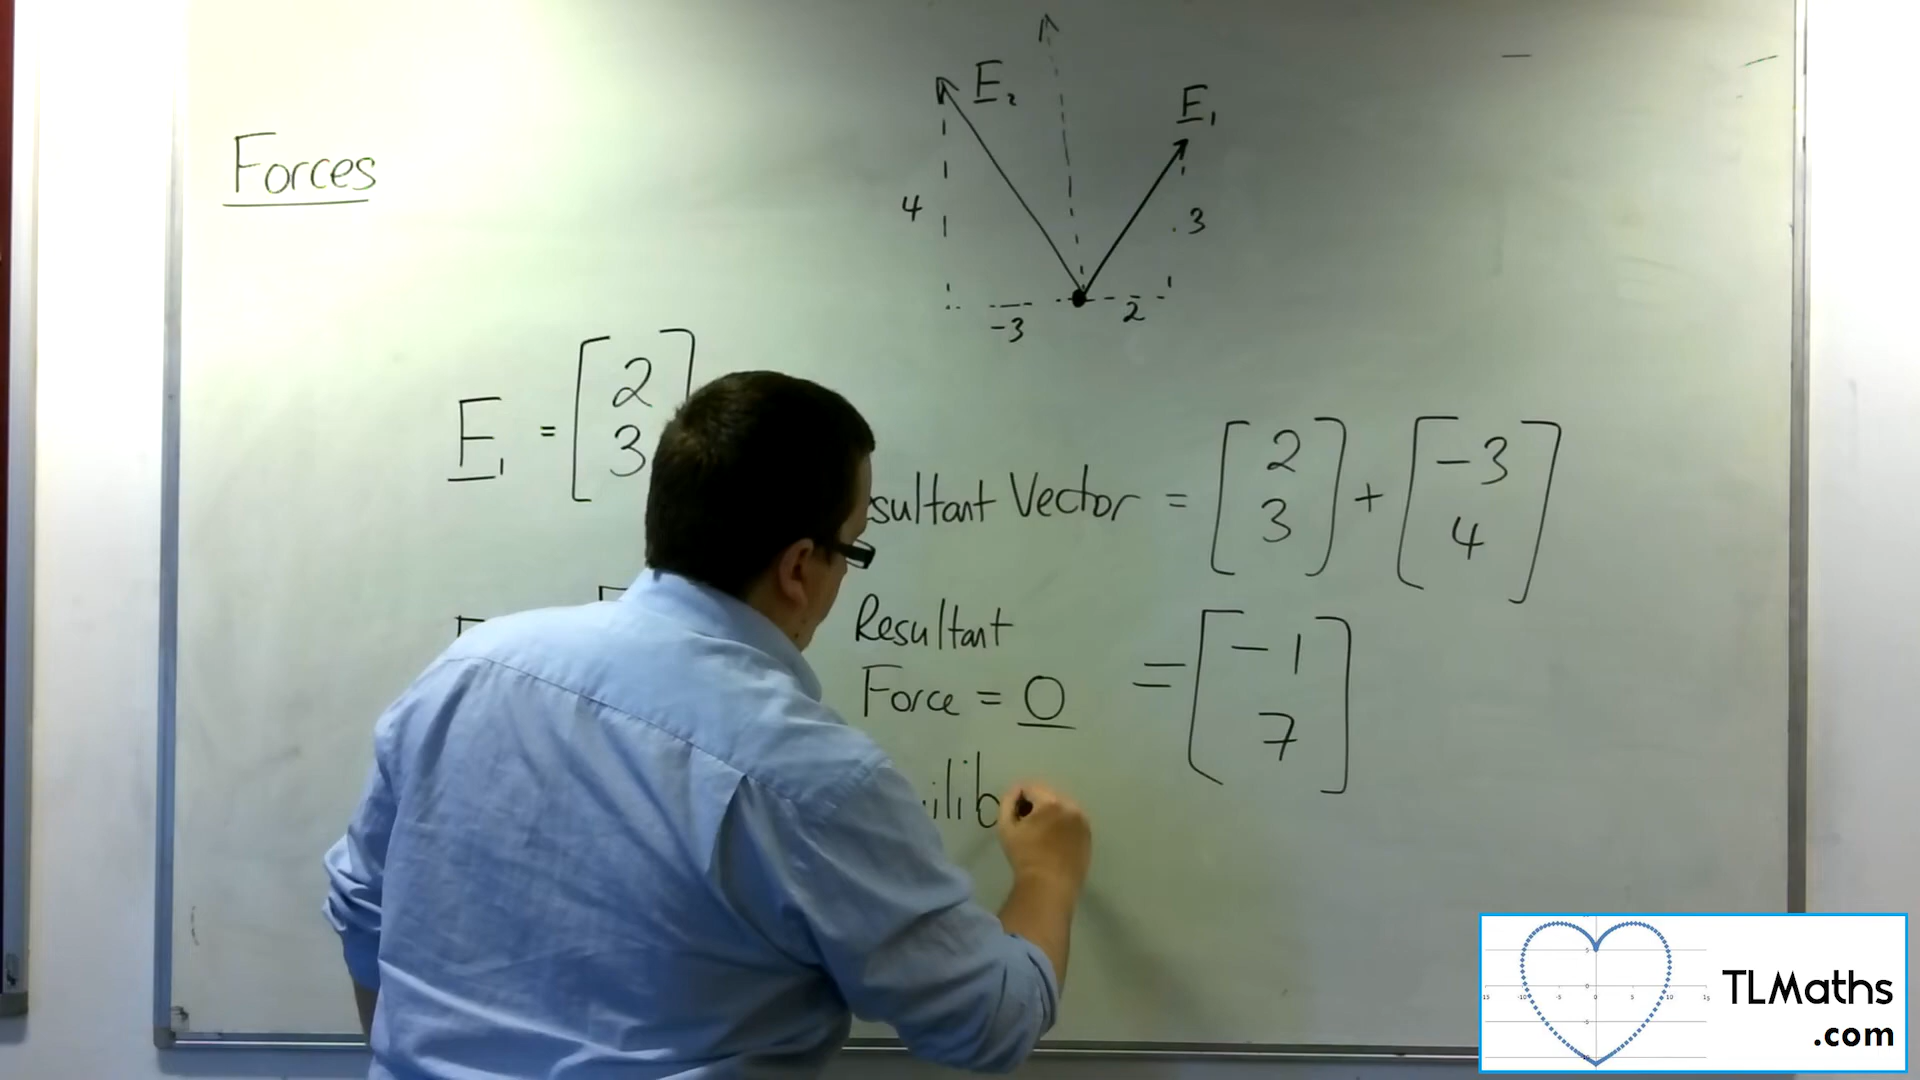 Forces
F₂
F₁
4
3
-3
2
F₁ = [2 3]
sultant Vector = [2 3] + [-3 4]
Resultant
Force = 0
= [-1 7]
ilib
TLMaths
.com